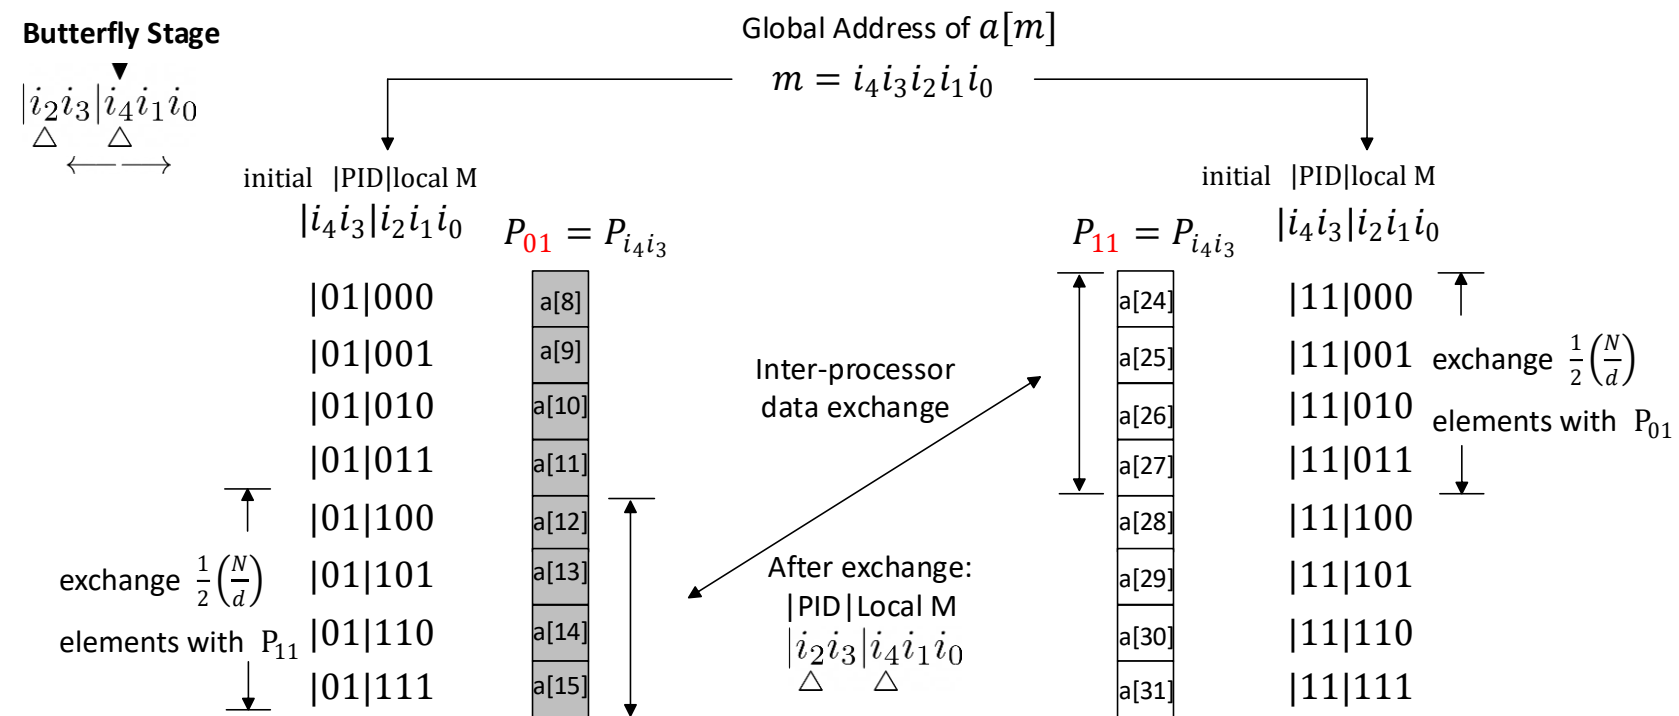 Butterfly Stage
|i₂i₃|i₄i₁i₀
Global Address of a[m]
m = i₄i₃i₂i₁i₀
initial |PID|local M
|i₄i₃|i₂i₁i₀
P₀₁ = P_{i₄i₃}
|01|000 a[8]
|01|001 a[9]
|01|010 a[10]
|01|011 a[11]
|01|100 a[12]
|01|101 a[13]
|01|110 a[14]
|01|111 a[15]
exchange 1/2 (N/d)
elements with P₁₁
Inter-processor
data exchange
After exchange:
|PID|Local M
|i₂i₃|i₄i₁i₀
initial |PID|local M
P₁₁ = P_{i₄i₃} |i₄i₃|i₂i₁i₀
a[24] |11|000
a[25] |11|001
a[26] |11|010
a[27] |11|011
a[28] |11|100
a[29] |11|101
a[30] |11|110
a[31] |11|111
exchange 1/2 (N/d)
elements with P₀₁